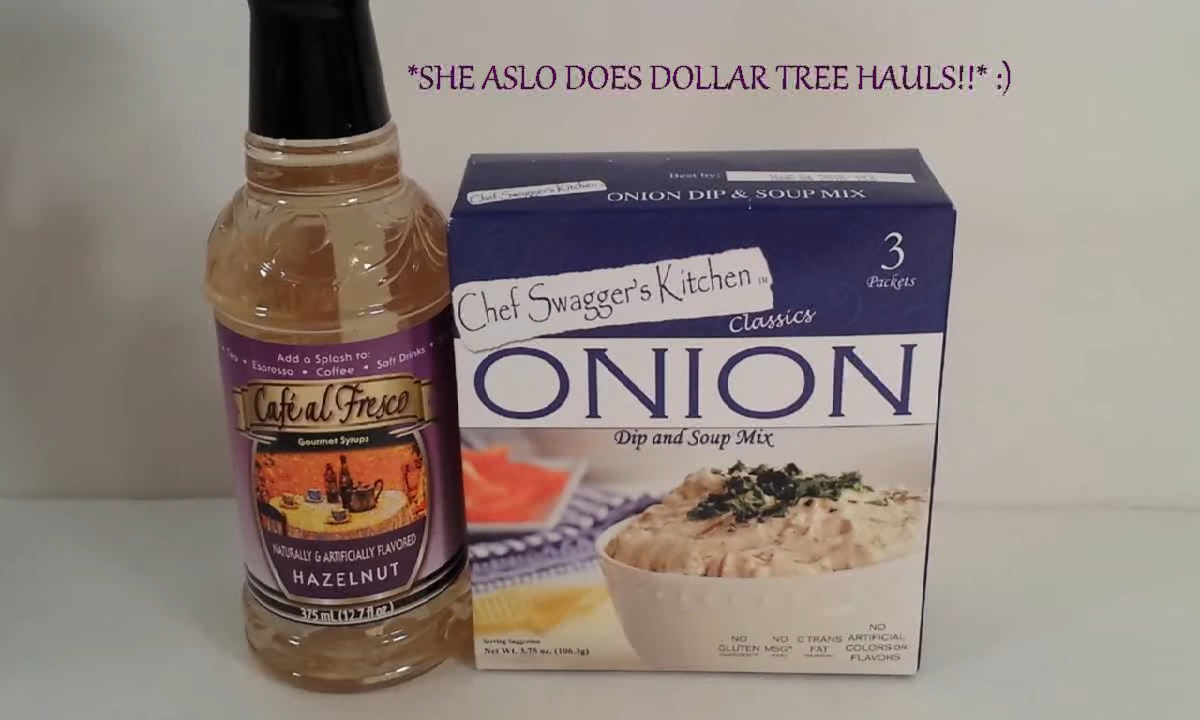 *SHE ASLO DOES DOLLAR TREE HAULS!!* :)
Best by:
Chef Swagger's Kitchen
ONION DIP & SOUP MIX
3
Packets
Chef Swagger's Kitchen TM
Classics
ONION
Dip and Soup Mix
Serving Suggestion
Net Wt. 3.75 oz. (106.3g)
NO
GLUTEN
NO
MSG*
0 TRANS
FAT
NO
ARTIFICIAL
COLORS OR
FLAVORS
Add a Splash to:
Espresso • Coffee • Soft Drinks
Café al Fresco
Gourmet Syrups
NATURALLY & ARTIFICIALLY FLAVORED
HAZELNUT
375 mL (12.7 fl oz.)